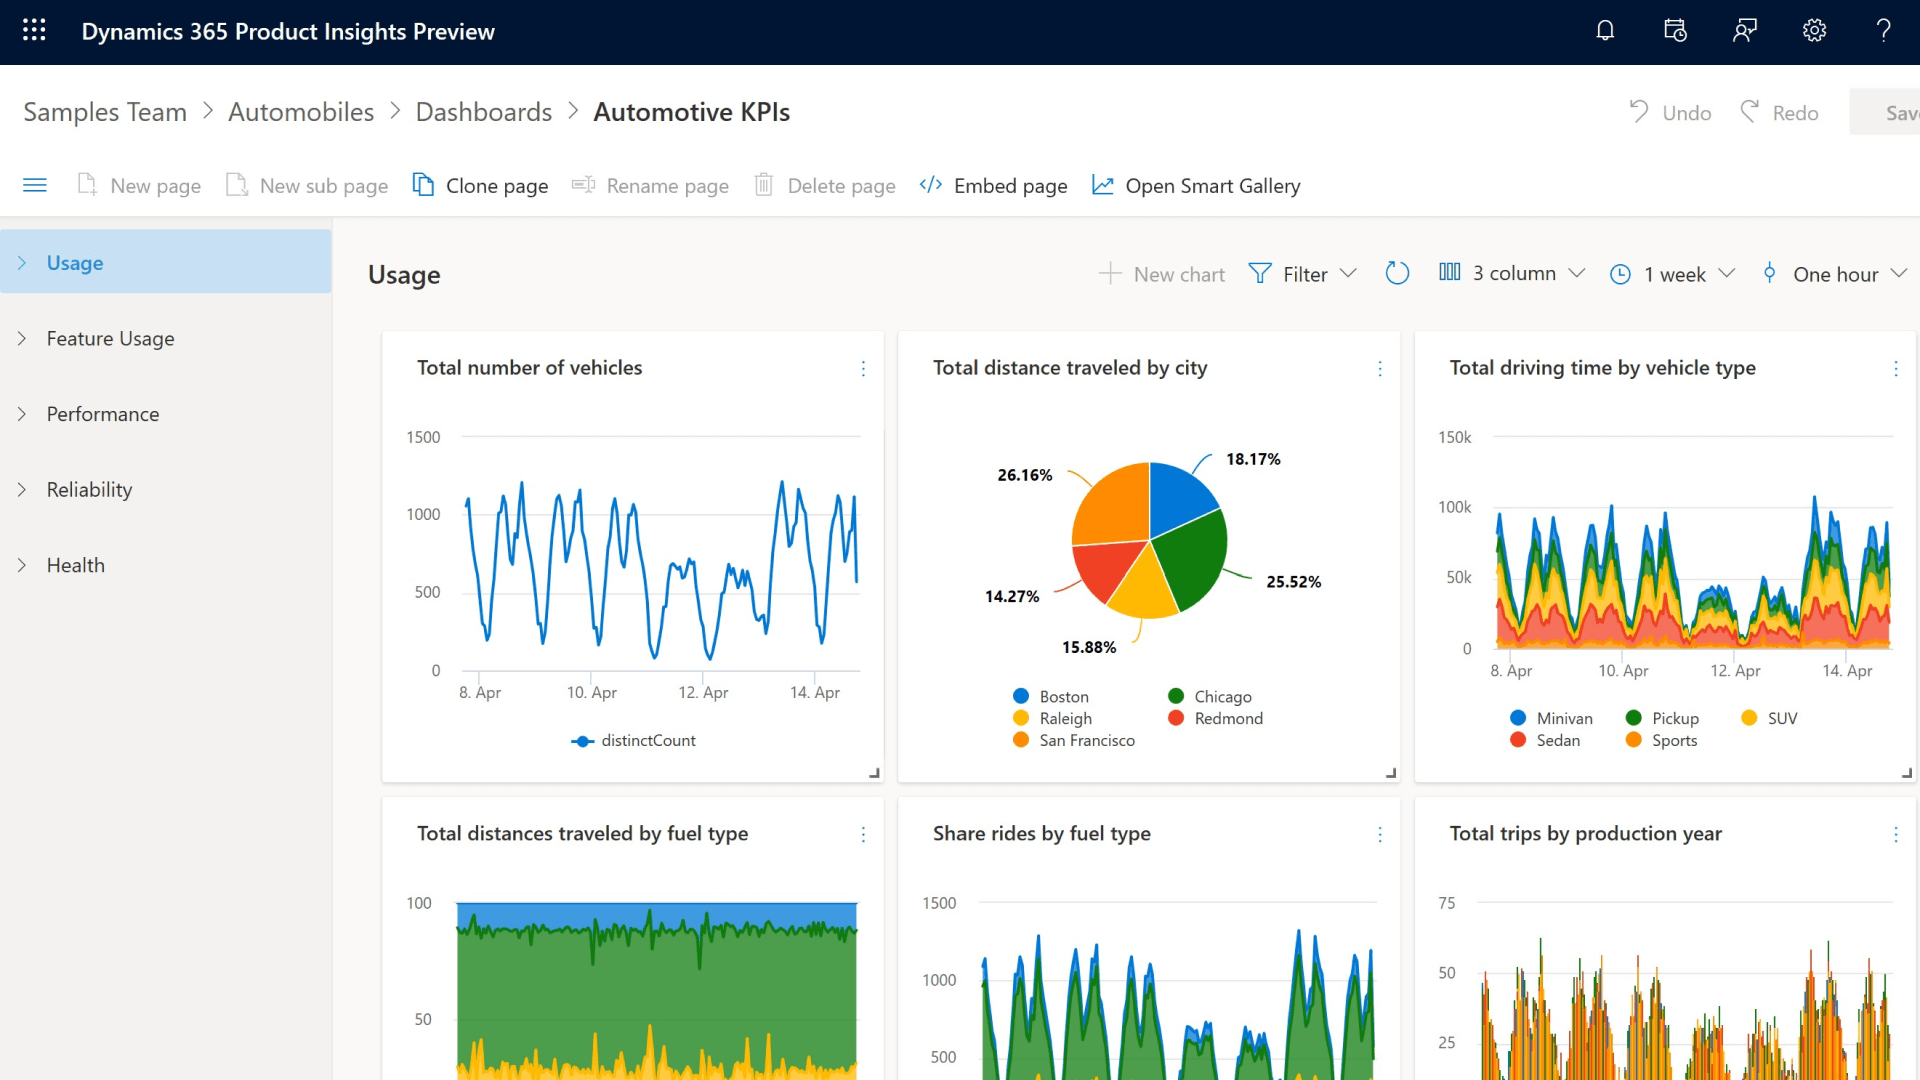 Dynamics 365 Product Insights Preview
Samples Team > Automobiles > Dashboards > Automotive KPIs
Undo Redo Save
New page New sub page Clone page Rename page Delete page </> Embed page Open Smart Gallery
Usage
Feature Usage
Performance
Reliability
Health
Usage
New chart Filter 3 column 1 week One hour
Total number of vehicles
1500
1000
500
0
8. Apr 10. Apr 12. Apr 14. Apr
distinctCount
Total distance traveled by city
18.17%
26.16%
25.52%
14.27%
15.88%
Boston Chicago
Raleigh Redmond
San Francisco
Total driving time by vehicle type
150k
100k
50k
0
8. Apr 10. Apr 12. Apr 14. Apr
Minivan Pickup SUV
Sedan Sports
Total distances traveled by fuel type
100
50
Share rides by fuel type
1500
1000
500
Total trips by production year
75
50
25